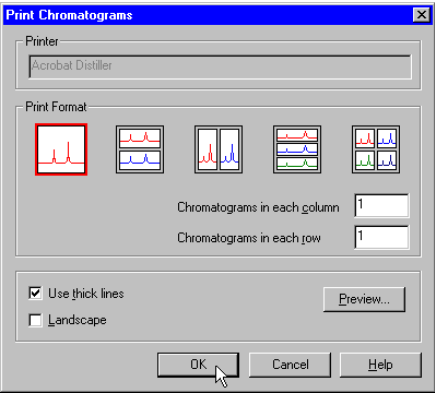 Print Chromatograms
Printer
Acrobat Distiller
Print Format
Chromatograms in each column 1
Chromatograms in each row 1
Use thick lines
Preview...
Landscape
OK Cancel Help